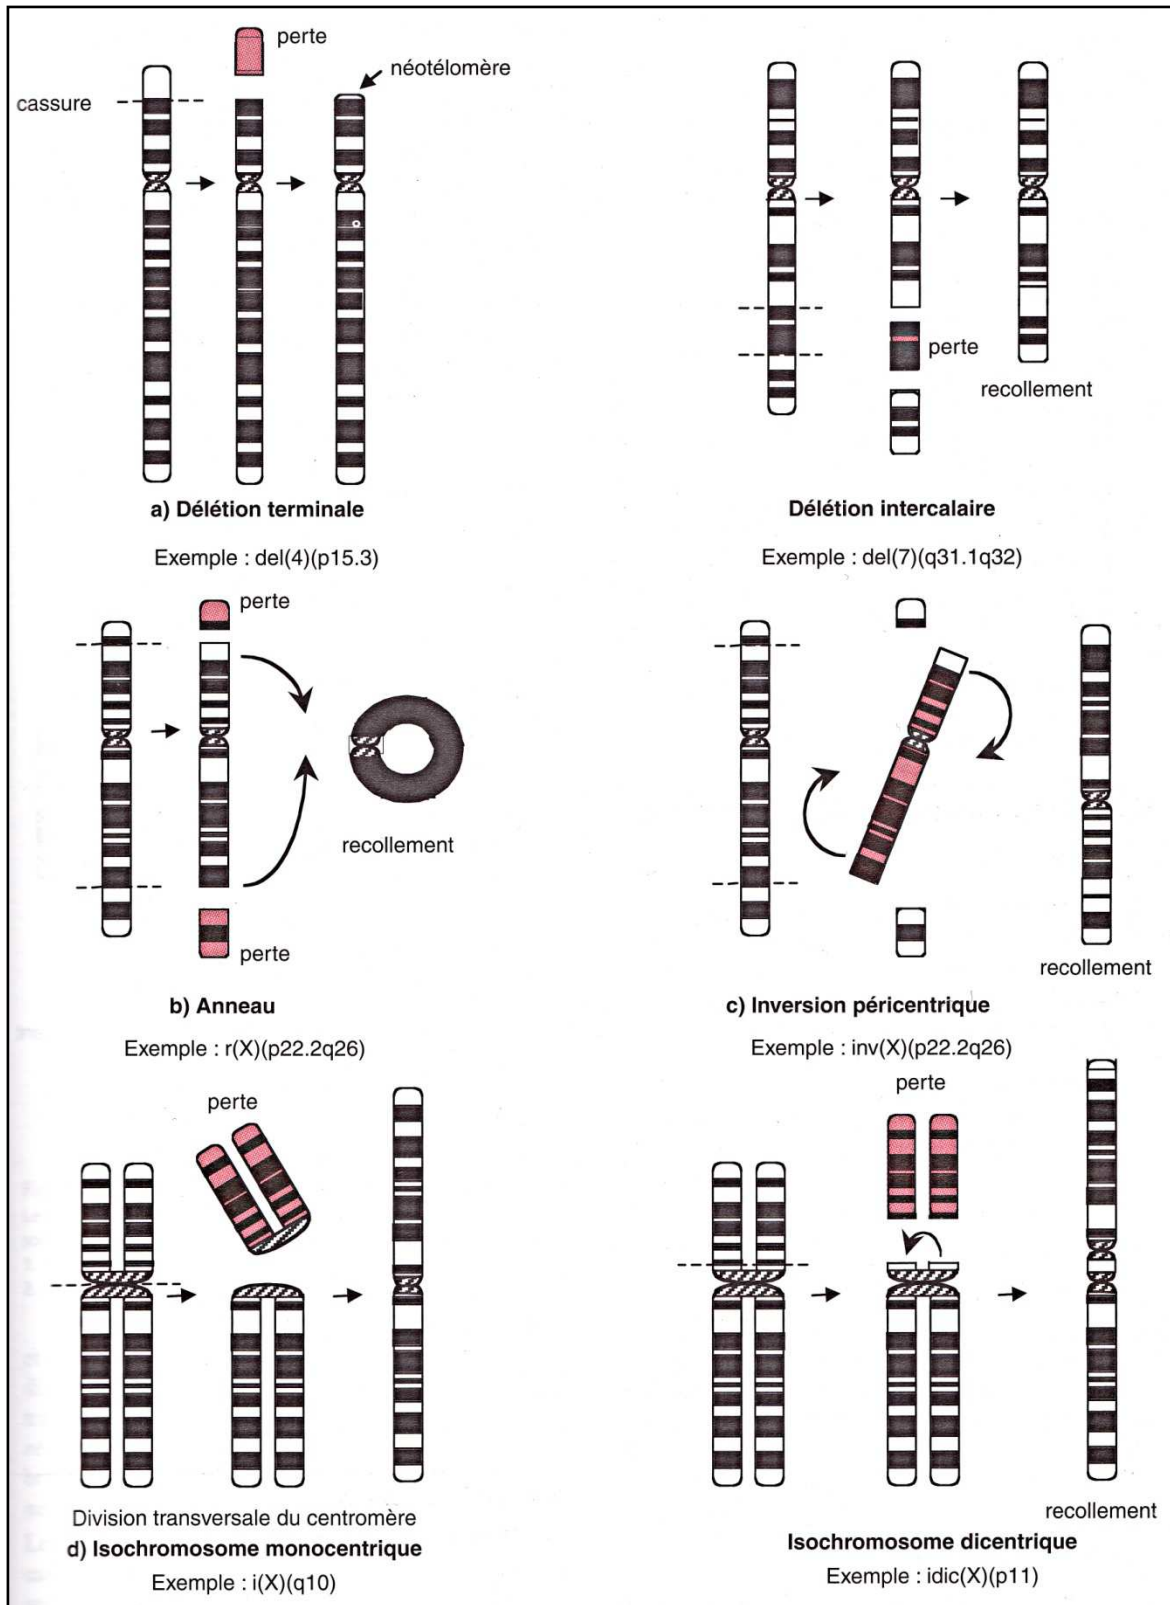 perte
néotélomère
cassure
perte
recollement
a) Délétion terminale
Délétion intercalaire
Exemple : del(4)(p15.3)
Exemple : del(7)(q31.1q32)
perte
recollement
perte
recollement
b) Anneau
c) Inversion péricentrique
Exemple : r(X)(p22.2q26)
Exemple : inv(X)(p22.2q26)
perte
perte
Division transversale du centromère
recollement
d) Isochromosome monocentrique
Isochromosome dicentrique
Exemple : i(X)(q10)
Exemple : idic(X)(p11)